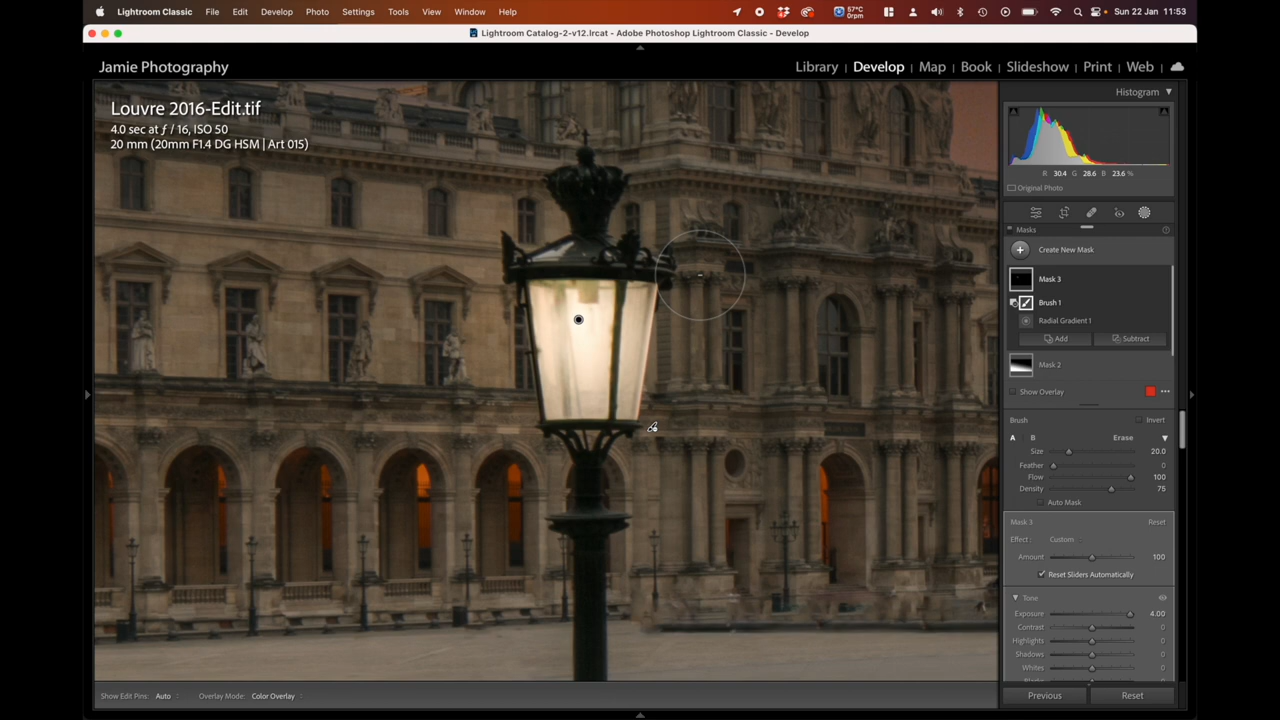 Lightroom Classic File Edit Develop Photo Settings Tools View Window Help 57°C 0rpm Sun 22 Jan 11:53
Lightroom Catalog-2-v12.lrcat - Adobe Photoshop Lightroom Classic - Develop
Jamie Photography Library | Develop | Map | Book | Slideshow | Print | Web
Louvre 2016-Edit.tif
4.0 sec at ƒ / 16, ISO 50
20 mm (20mm F1.4 DG HSM | Art 015)
Histogram
R 30.4 G 28.6 B 23.6 %
Original Photo
Masks
Create New Mask
Mask 3
Brush 1
Radial Gradient 1
Add Subtract
Mask 2
Show Overlay
Brush Invert
A B Erase
Size 20.0
Feather 0
Flow 100
Density 75
Auto Mask
Mask 3 Reset
Effect : Custom
Amount 100
Reset Sliders Automatically
Tone
Exposure 4.00
Contrast 0
Highlights 0
Shadows 0
Whites 0
Show Edit Pins: Auto Overlay Mode: Color Overlay Previous Reset